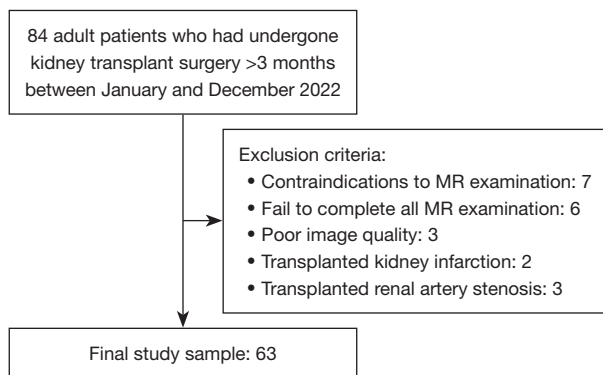 84 adult patients who had undergone
kidney transplant surgery >3 months
between January and December 2022
Exclusion criteria:
• Contraindications to MR examination: 7
• Fail to complete all MR examination: 6
• Poor image quality: 3
• Transplanted kidney infarction: 2
• Transplanted renal artery stenosis: 3
Final study sample: 63